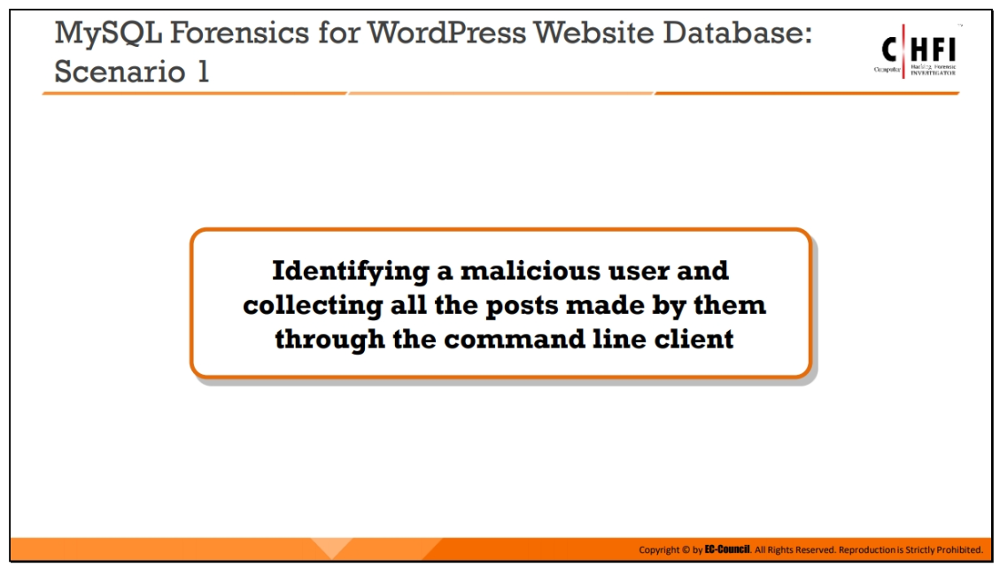 MySQL Forensics for WordPress Website Database:
Scenario 1
C HFI
Computer Hacking Forensic
INVESTIGATOR
Identifying a malicious user and
collecting all the posts made by them
through the command line client
Copyright © by EC-Council. All Rights Reserved. Reproduction is Strictly Prohibited.